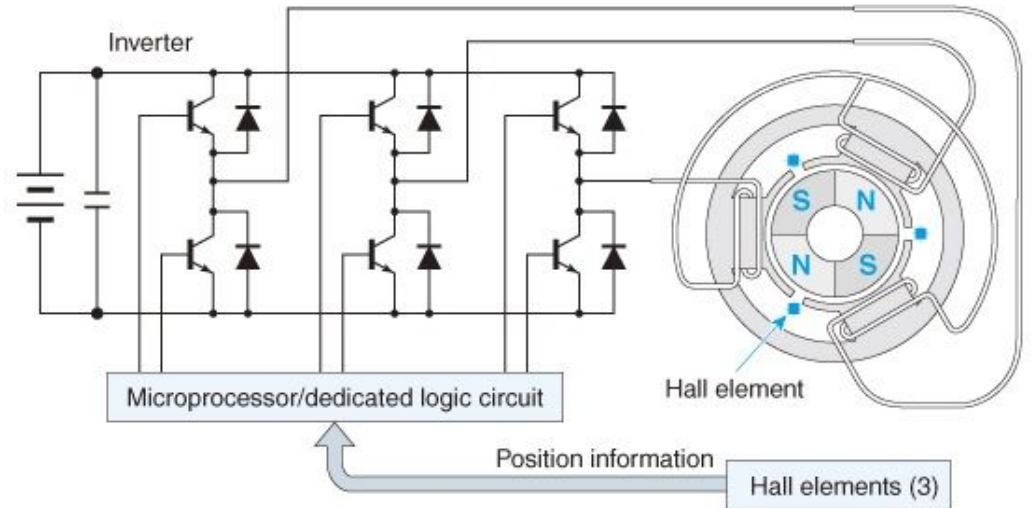 Inverter
S
N
N
S
Hall element
Microprocessor/dedicated logic circuit
Position information
Hall elements (3)